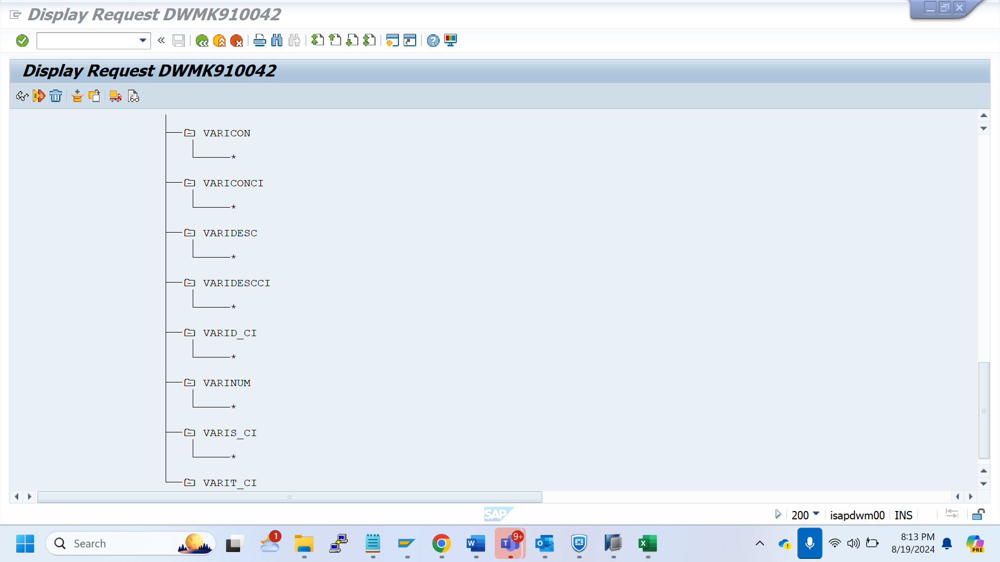 Display Request DWMK910042
Display Request DWMK910042
VARICON
*
VARICONCI
*
VARIDESC
*
VARIDESCCI
*
VARID_CI
*
VARINUM
*
VARIS_CI
*
VARIT_CI
SAP
200 isapdwm00 INS
Search
1
W
T 9+
O
X
8:13 PM
8/19/2024
PRE